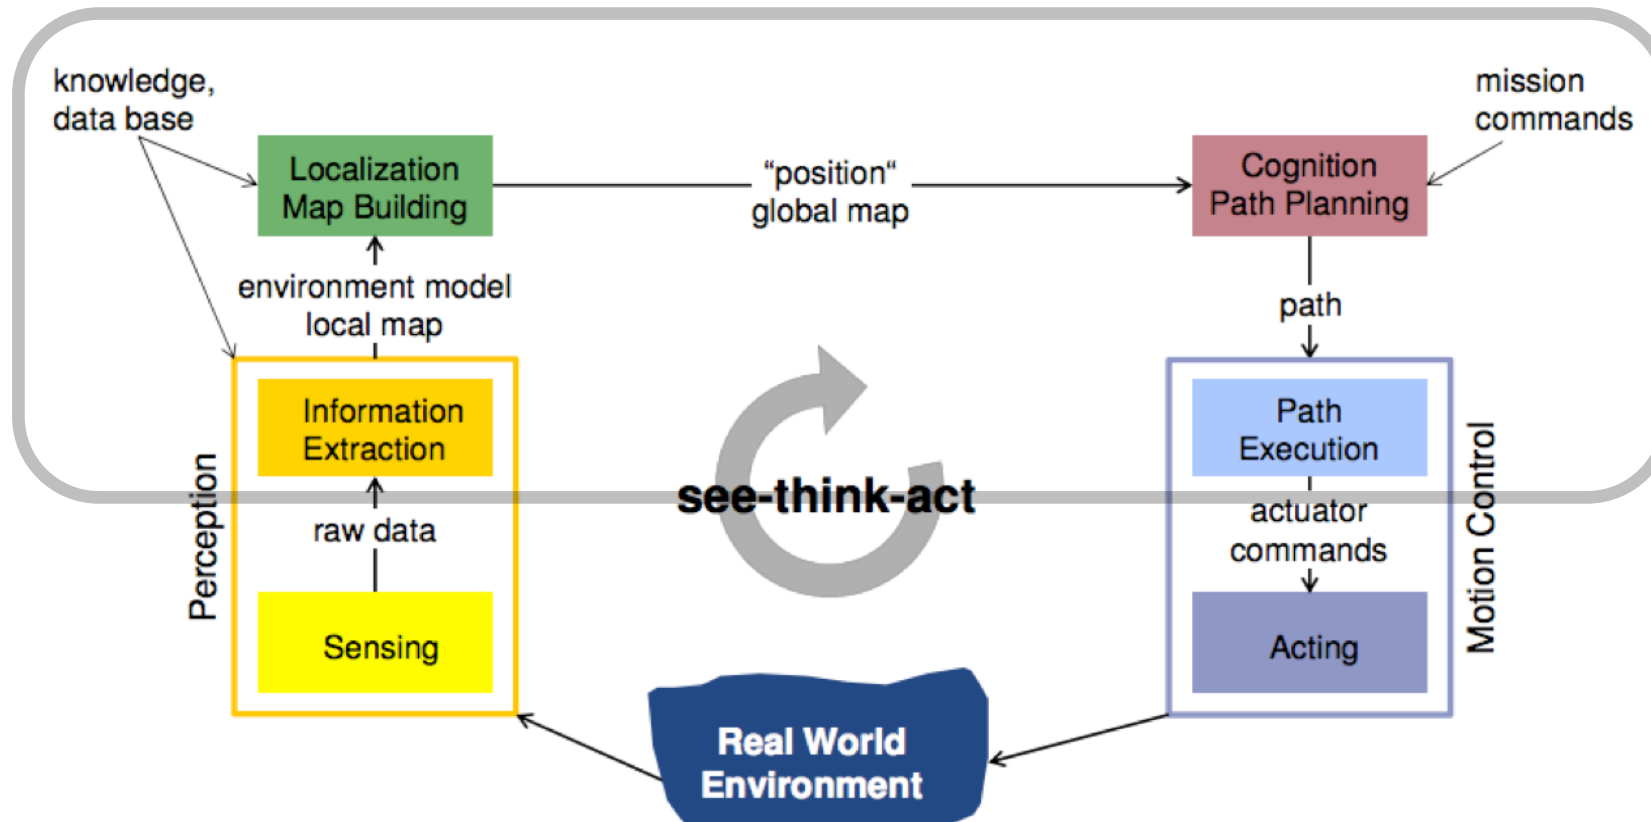 knowledge,
data base
mission
commands
Localization
Map Building
“position“
global map
Cognition
Path Planning
environment model
local map
path
Information
Extraction
Path
Execution
Perception
see-think-act
Motion Control
raw data
actuator
commands
Sensing
Acting
Real World
Environment